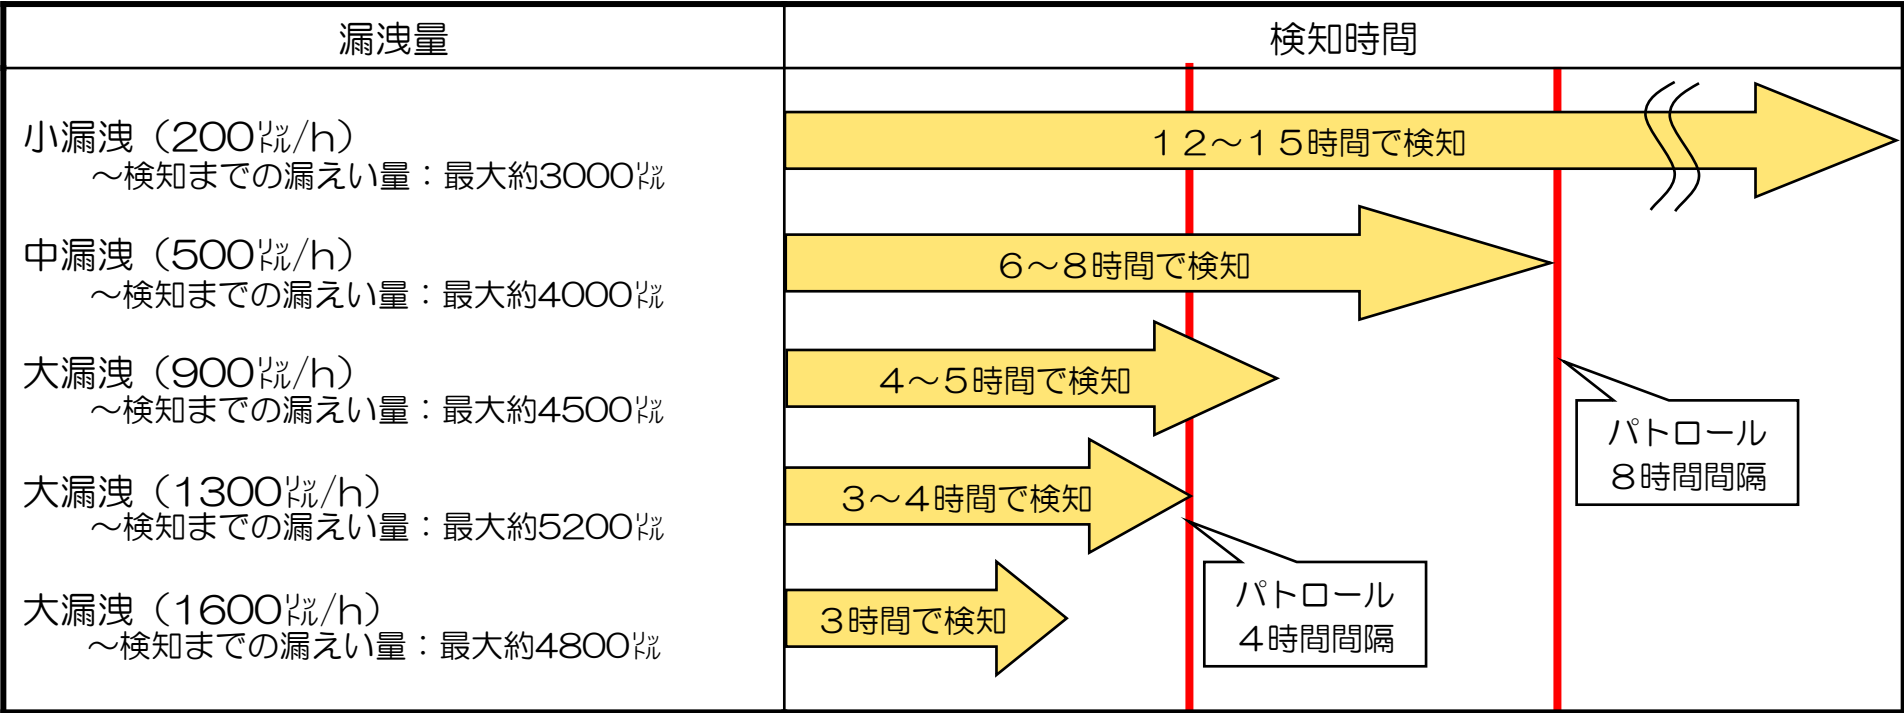 漏洩量
検知時間
小漏洩（200㍑/h）
～検知までの漏えい量：最大約3000㍑
１２～１５時間で検知
中漏洩（500㍑/h）
～検知までの漏えい量：最大約4000㍑
６～８時間で検知
大漏洩（900㍑/h）
～検知までの漏えい量：最大約4500㍑
４～５時間で検知
大漏洩（1300㍑/h）
～検知までの漏えい量：最大約5200㍑
３～４時間で検知
大漏洩（1600㍑/h）
～検知までの漏えい量：最大約4800㍑
３時間で検知
パトロール
８時間間隔
パトロール
４時間間隔